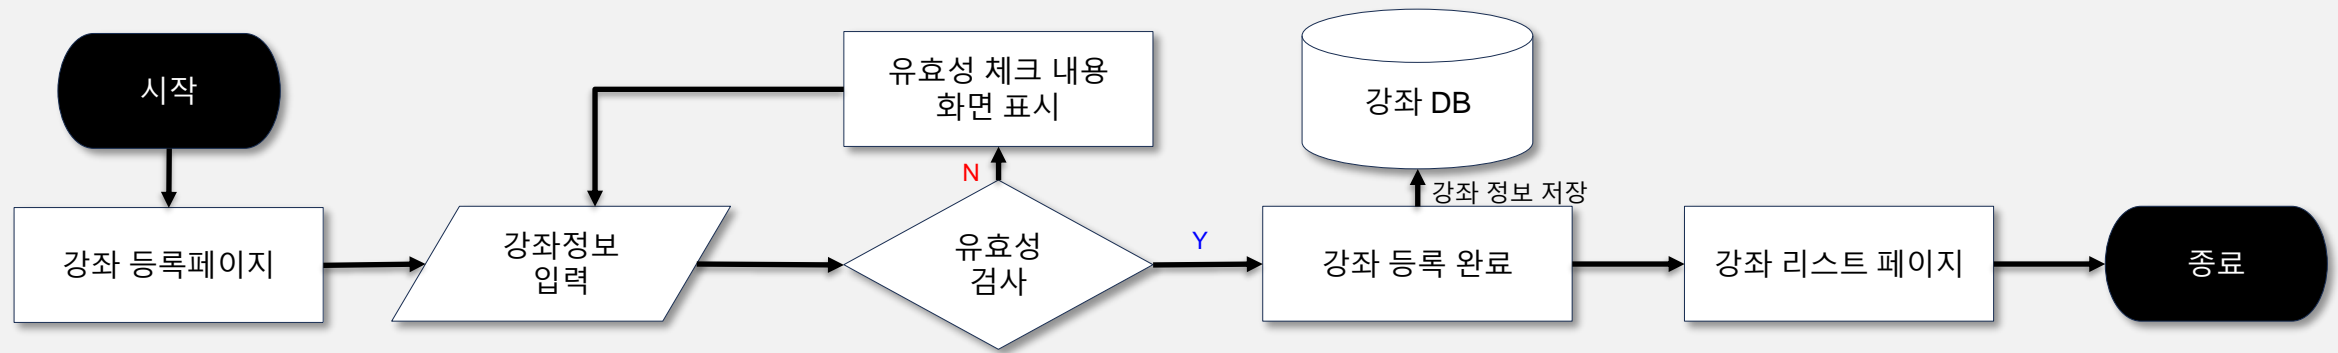 시작
강좌 등록페이지
강좌정보
입력
유효성 체크 내용
화면 표시
N
유효성
검사
Y
강좌 DB
강좌 정보 저장
강좌 등록 완료
강좌 리스트 페이지
종료